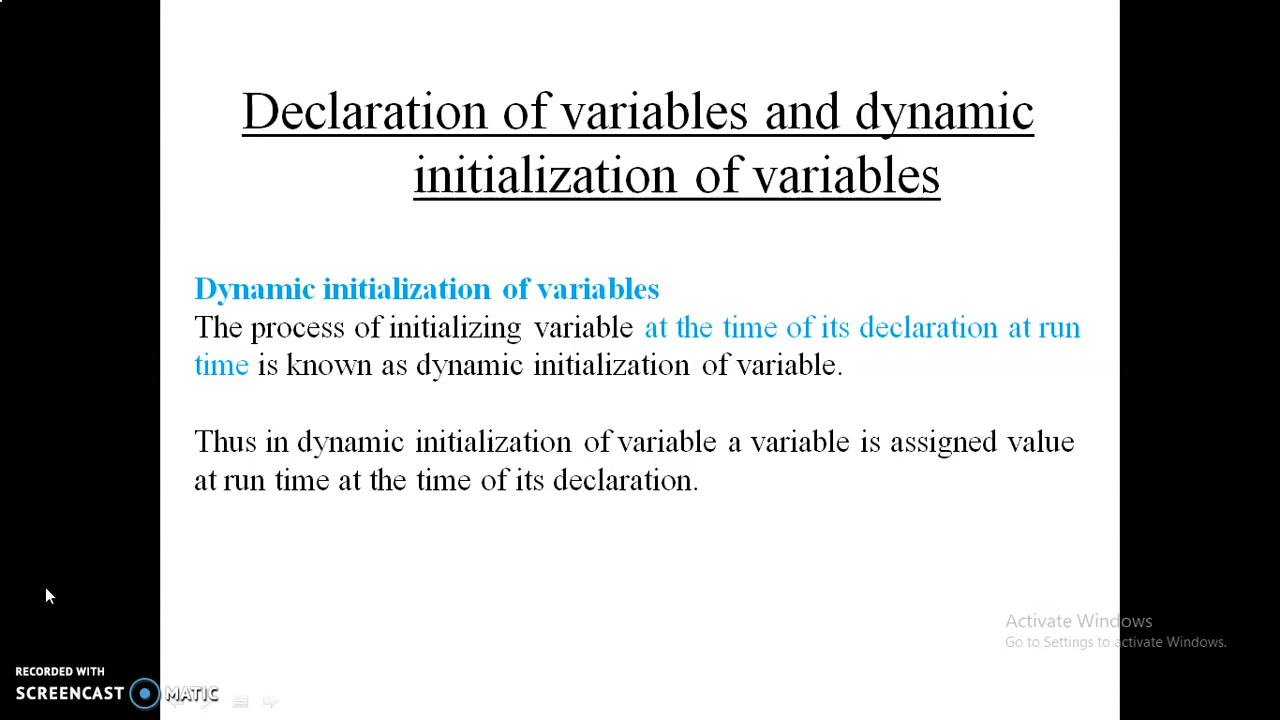 Declaration of variables and dynamic
initialization of variables
Dynamic initialization of variables
The process of initializing variable at the time of its declaration at run
time is known as dynamic initialization of variable.
Thus in dynamic initialization of variable a variable is assigned value
at run time at the time of its declaration.
Activate Windows
Go to Settings to activate Windows.
RECORDED WITH
SCREENCAST MATIC